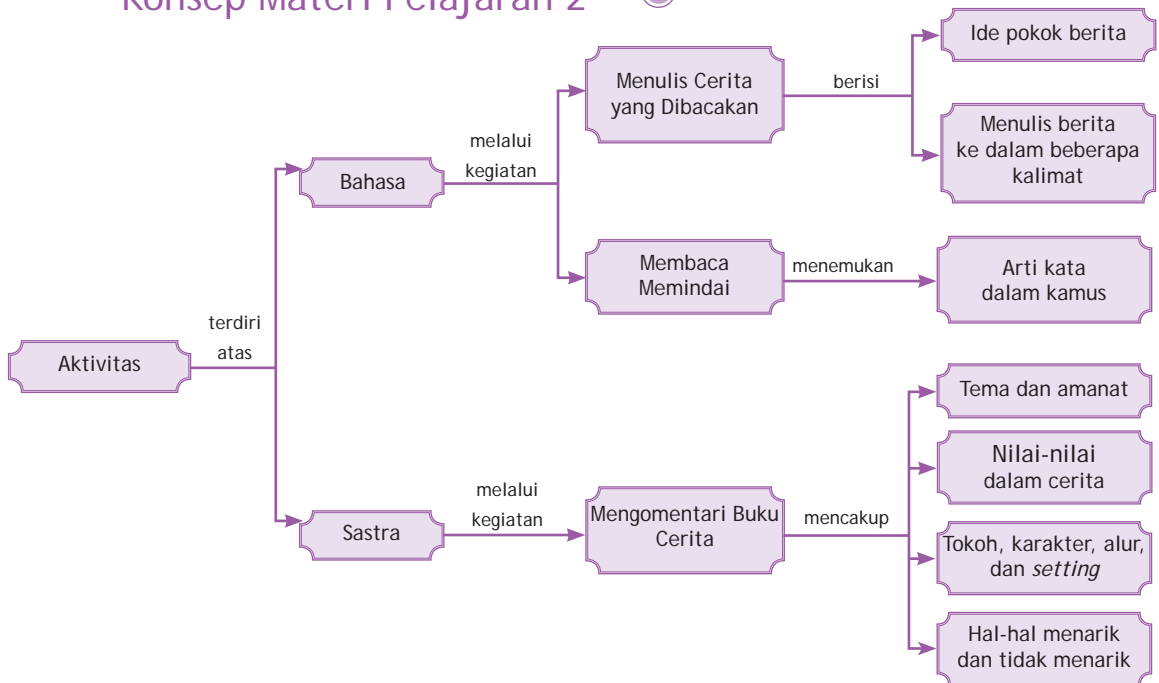 Konsep Materi Pelajaran 2
Aktivitas
terdiri
atas
Bahasa
melalui
kegiatan
Menulis Cerita
yang Dibacakan
berisi
Ide pokok berita
Menulis berita
ke dalam beberapa
kalimat
Membaca
Memindai
menemukan
Arti kata
dalam kamus
Sastra
melalui
kegiatan
Mengomentari Buku
Cerita
mencakup
Tema dan amanat
Nilai-nilai
dalam cerita
Tokoh, karakter, alur,
dan setting
Hal-hal menarik
dan tidak menarik